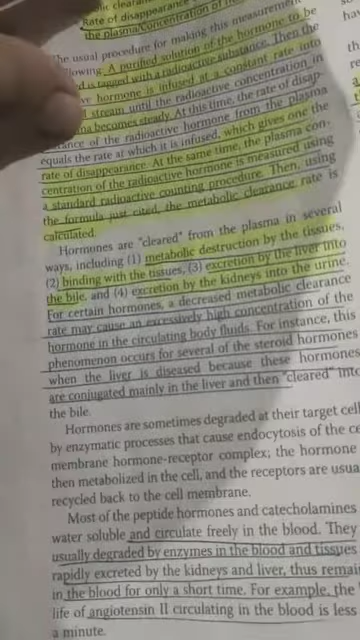 olic clearan
Rate of disappearance of
the plasma/Concentration of
The usual procedure for making this measurement
lowing: A purified solution of the hormone to be
d is tagged with a radioactive substance. Then the
ve hormone is infused at a constant rate into
stream until the radioactive concentration in
ma becomes steady. At this time, the rate of disap-
rance of the radioactive hormone from the plasma
equals the rate at which it is infused, which gives one the
rate of disappearance. At the same time, the plasma con-
centration of the radioactive hormone is measured using
a standard radioactive counting procedure. Then, using
the formula just cited, the metabolic clearance rate is
calculated.
Hormones are "cleared" from the plasma in several
ways, including (1) metabolic destruction by the tissues,
(2) binding with the tissues, (3) excretion by the liver into
the bile, and (4) excretion by the kidneys into the urine.
For certain hormones, a decreased metabolic clearance
rate may cause an excessively high concentration of the
hormone in the circulating body fluids. For instance, this
phenomenon occurs for several of the steroid hormones
when the liver is diseased because these hormones
are conjugated mainly in the liver and then "cleared" into
the bile.
Hormones are sometimes degraded at their target cel
by enzymatic processes that cause endocytosis of the ce
membrane hormone-receptor complex; the hormone
then metabolized in the cell, and the receptors are usua
recycled back to the cell membrane.
Most of the peptide hormones and catecholamines
water soluble and circulate freely in the blood. They
usually degraded by enzymes in the blood and tissues
rapidly excreted by the kidneys and liver, thus remain
in the blood for only a short time. For example, the
life of angiotensin II circulating in the blood is less
a minute.